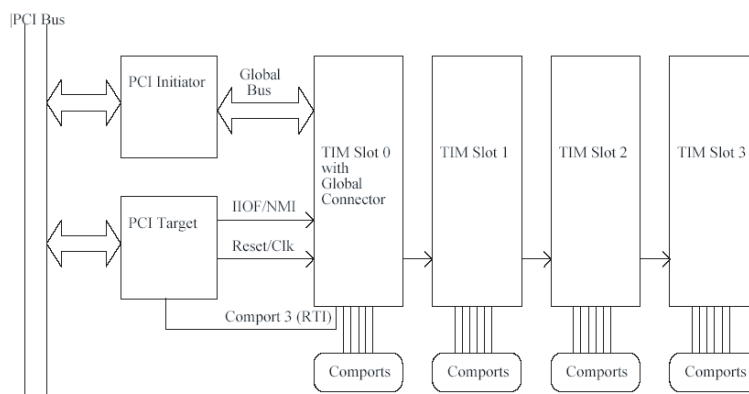 |PCI Bus
PCI Initiator
Global
Bus
TIM Slot 0
with
Global
Connector
TIM Slot 1
TIM Slot 2
TIM Slot 3
PCI Target
IIOF/NMI
Reset/Clk
Comport 3 (RTI)
Comports
Comports
Comports
Comports